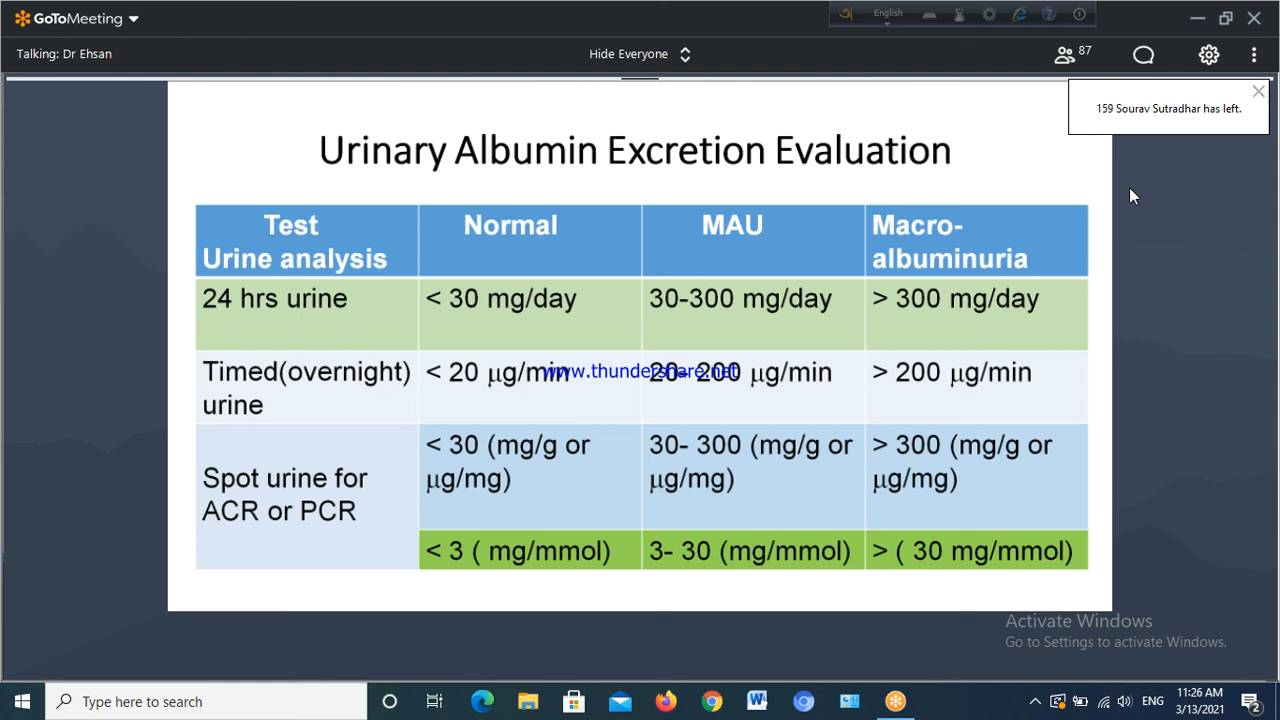 GoToMeeting
English
Talking: Dr Ehsan
Hide Everyone
87
159 Sourav Sutradhar has left.
Urinary Albumin Excretion Evaluation
Test
Urine analysis
Normal
MAU
Macro-
albuminuria
24 hrs urine
< 30 mg/day
30-300 mg/day
> 300 mg/day
Timed(overnight)
urine
< 20 μg/min
20- 200 μg/min
> 200 μg/min
www.thundershare.net
Spot urine for
ACR or PCR
< 30 (mg/g or
μg/mg)
30- 300 (mg/g or
μg/mg)
> 300 (mg/g or
μg/mg)
< 3 ( mg/mmol)
3- 30 (mg/mmol)
> ( 30 mg/mmol)
Activate Windows
Go to Settings to activate Windows.
Type here to search
ENG
11:26 AM
3/13/2021
2